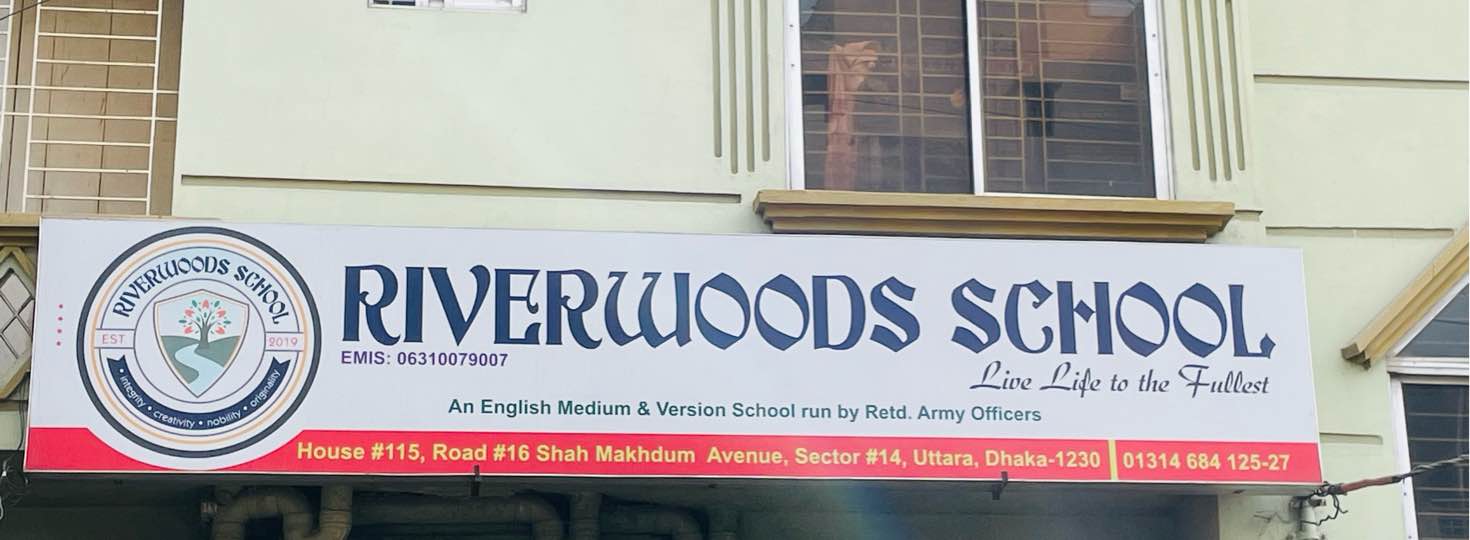 RIVERWOODS SCHOOL
EST 2019
• integrity • creativity • nobility • originality
RIVERWOODS SCHOOL
EMIS: 06310079007
Live Life to the Fullest
An English Medium & Version School run by Retd. Army Officers
House #115, Road #16 Shah Makhdum Avenue, Sector #14, Uttara, Dhaka-1230 01314 684 125-27